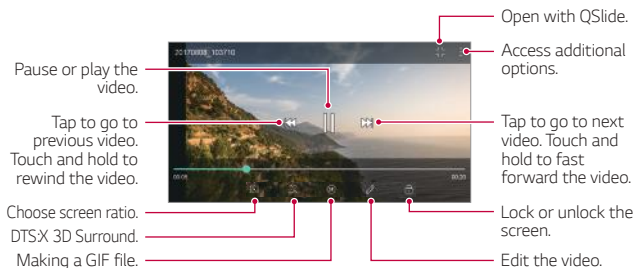 Open with QSlide.
20170808_103710
Access additional
options.
Pause or play the
video.
Tap to go to
previous video.
Touch and hold to
rewind the video.
Tap to go to next
video. Touch and
hold to fast
forward the video.
00:05
00:20
Choose screen ratio.
DTS:X 3D Surround.
Making a GIF file.
Lock or unlock the
screen.
Edit the video.